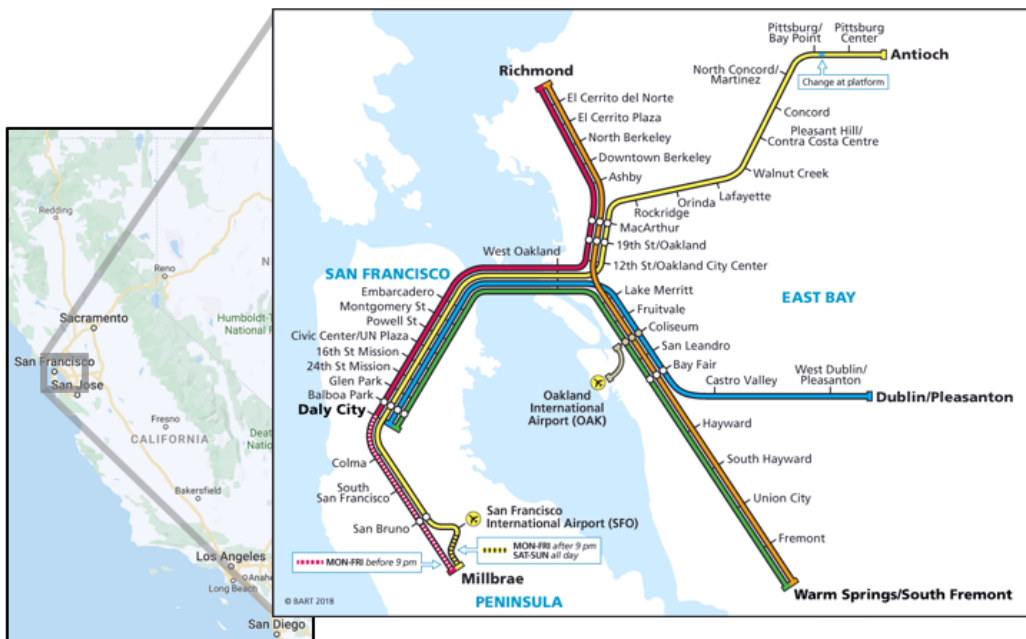 Redding
Reno
N
Humboldt-T
National F
Sacramento
San Francisco
San Jose
Fresno
CALIFORNIA
Deat
Nationa
Bakersfield
Los Angeles
Anahe
Long Beach
San Diego
Pittsburg/
Bay Point
Pittsburg
Center
Antioch
Change at platform
North Concord/
Martinez
Concord
Pleasant Hill/
Contra Costa Centre
Walnut Creek
Lafayette
Orinda
Rockridge
Richmond
El Cerrito del Norte
El Cerrito Plaza
North Berkeley
Downtown Berkeley
Ashby
MacArthur
19th St/Oakland
12th St/Oakland City Center
West Oakland
SAN FRANCISCO
Embarcadero
Montgomery St
Powell St
Civic Center/UN Plaza
16th St Mission
24th St Mission
Glen Park
Balboa Park
Daly City
Colma
South
San Francisco
San Bruno
San Francisco
International Airport (SFO)
MON-FRI before 9 pm
MON-FRI after 9 pm
SAT-SUN all day
Millbrae
PENINSULA
© BART 2018
EAST BAY
Lake Merritt
Fruitvale
Coliseum
San Leandro
Bay Fair
Oakland
International
Airport (OAK)
Castro Valley
West Dublin/
Pleasanton
Dublin/Pleasanton
Hayward
South Hayward
Union City
Fremont
Warm Springs/South Fremont